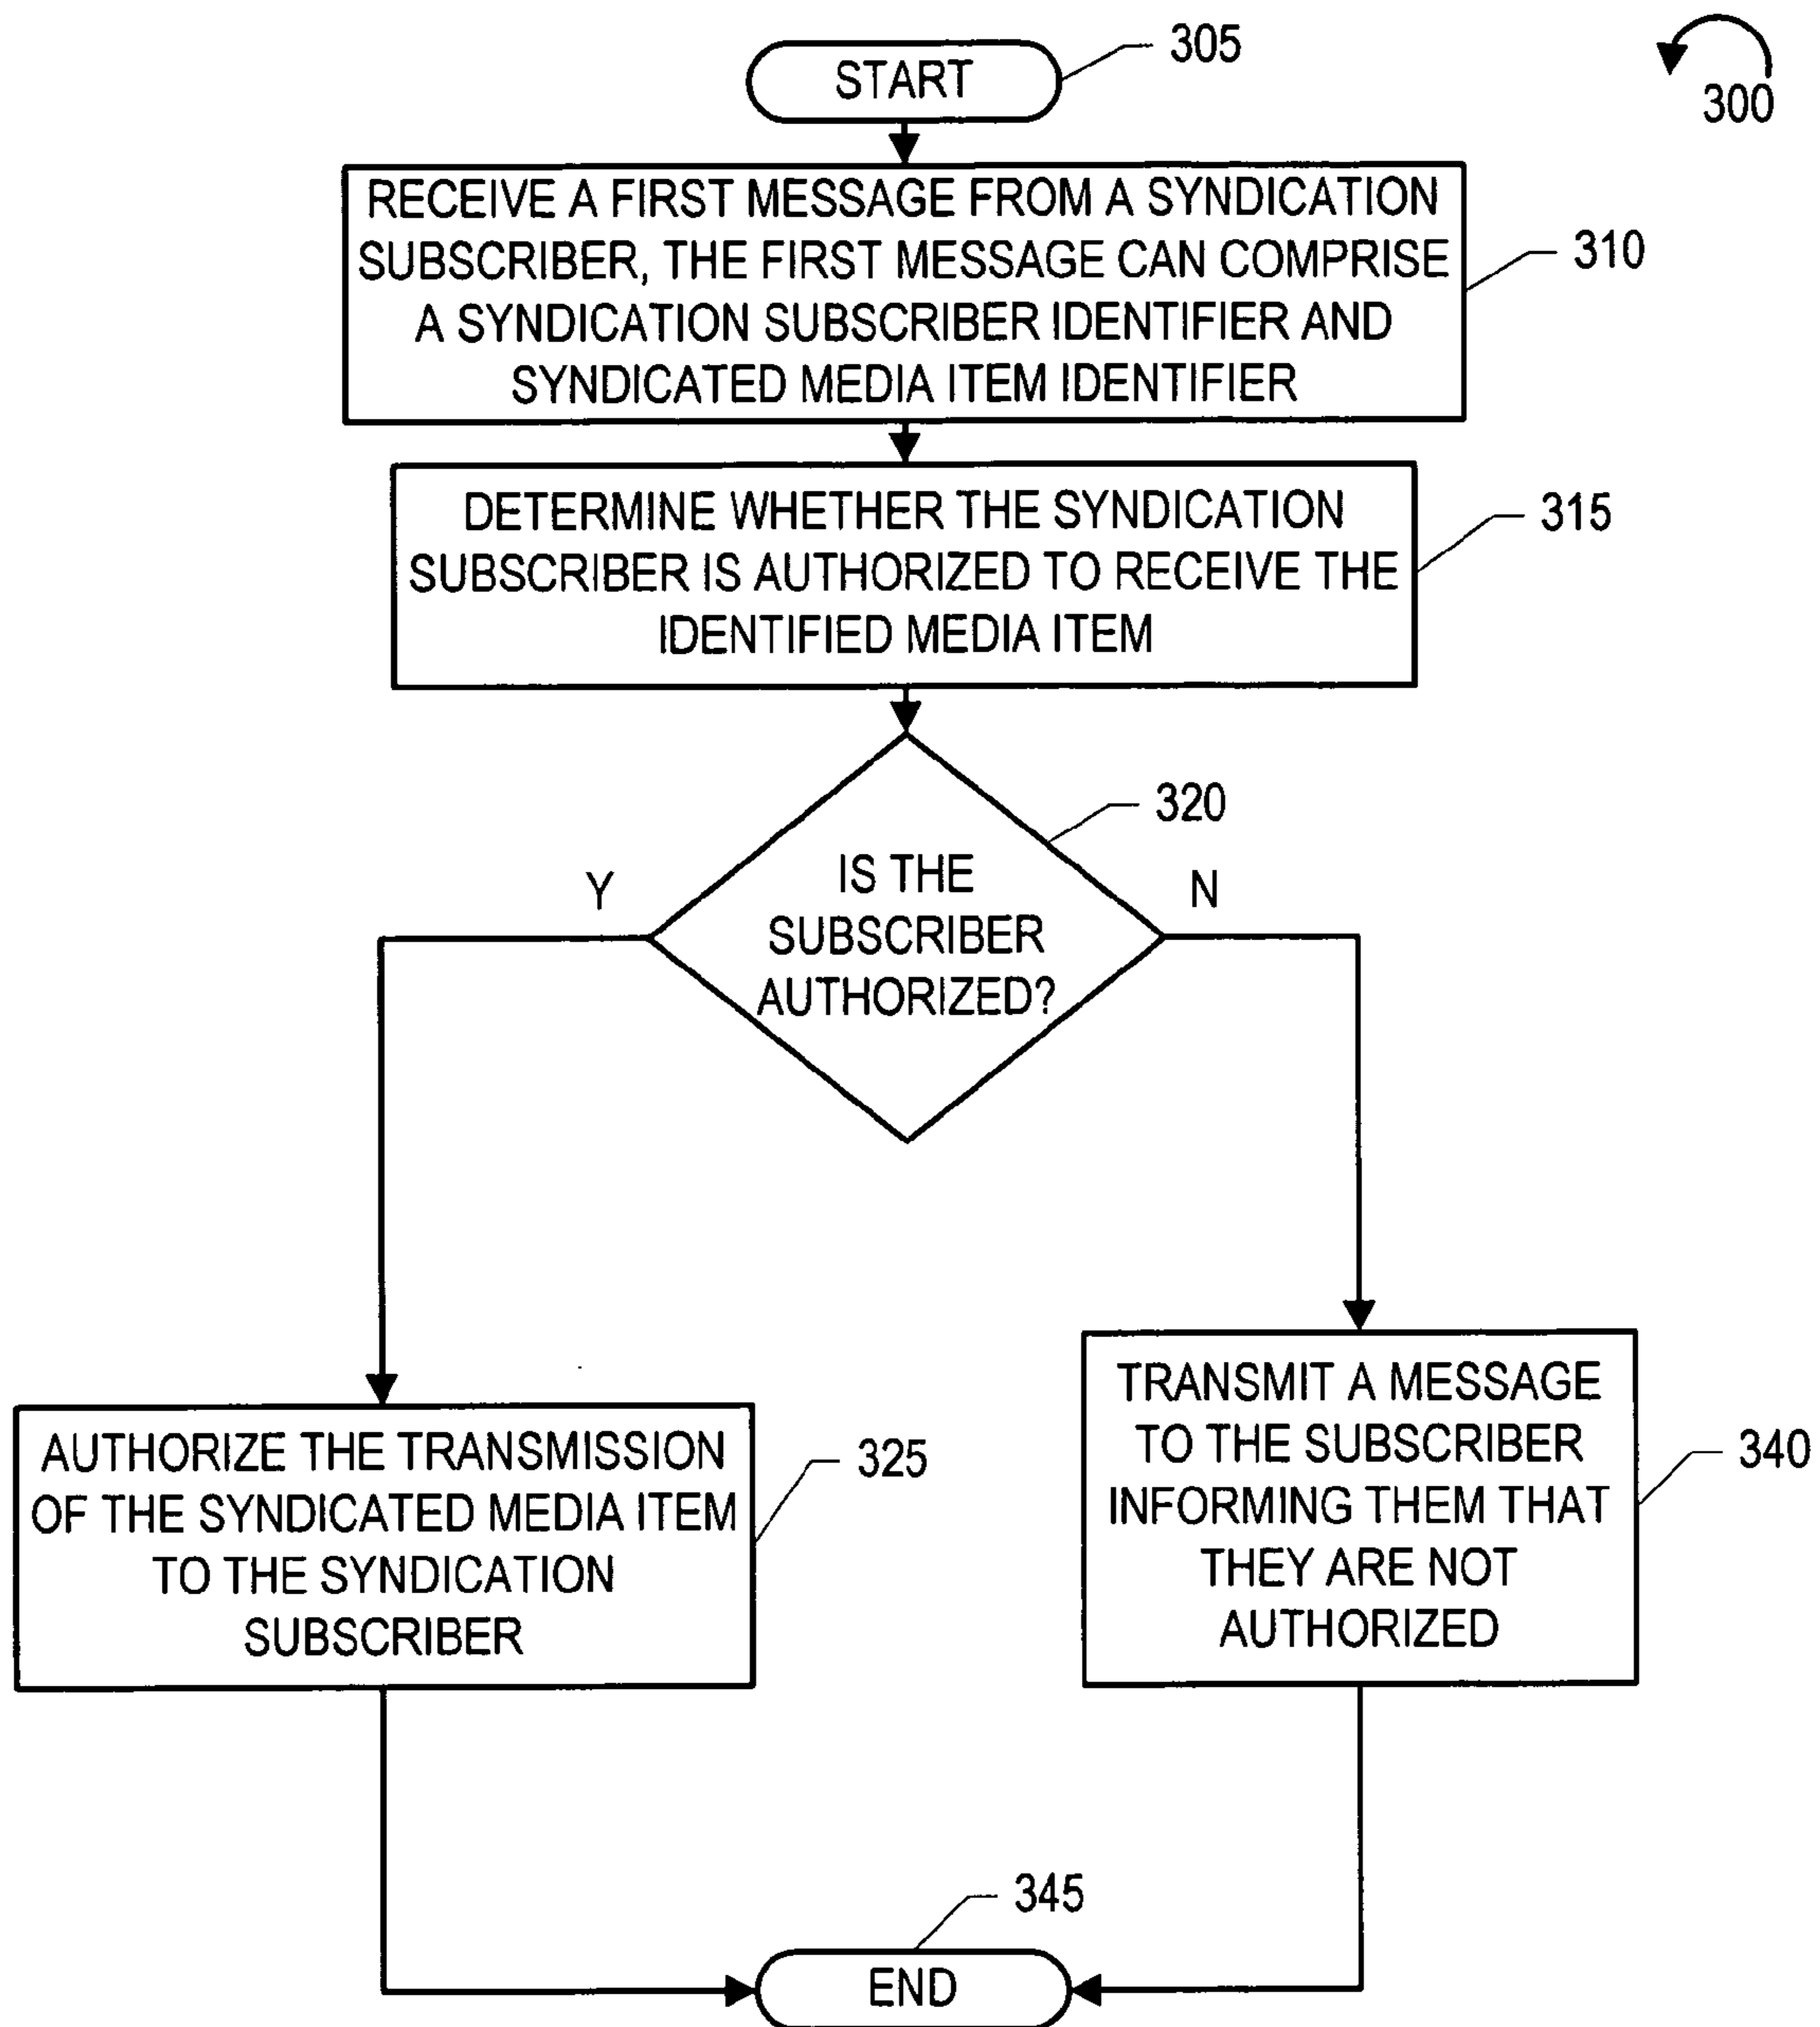 START
305
300
RECEIVE A FIRST MESSAGE FROM A SYNDICATION
SUBSCRIBER, THE FIRST MESSAGE CAN COMPRISE
A SYNDICATION SUBSCRIBER IDENTIFIER AND
SYNDICATED MEDIA ITEM IDENTIFIER
310
DETERMINE WHETHER THE SYNDICATION
SUBSCRIBER IS AUTHORIZED TO RECEIVE THE
IDENTIFIED MEDIA ITEM
315
320
IS THE
SUBSCRIBER
AUTHORIZED?
Y
N
AUTHORIZE THE TRANSMISSION
OF THE SYNDICATED MEDIA ITEM
TO THE SYNDICATION
SUBSCRIBER
325
TRANSMIT A MESSAGE
TO THE SUBSCRIBER
INFORMING THEM THAT
THEY ARE NOT
AUTHORIZED
340
345
END